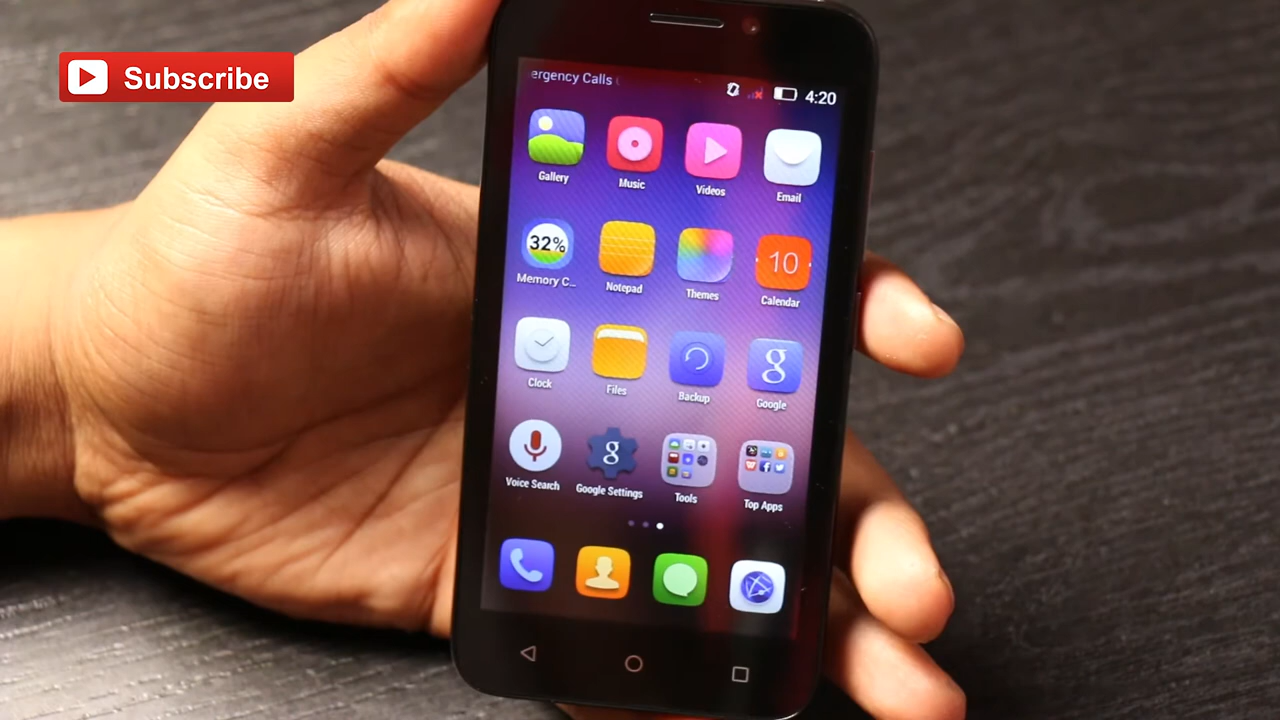 Subscribe
ergency Calls
4:20
Gallery
Music
Videos
Email
32%
10
Memory C...
Notepad
Themes
Calendar
g
Clock
Files
Backup
Google
g
Voice Search
Google Settings
Tools
Top Apps